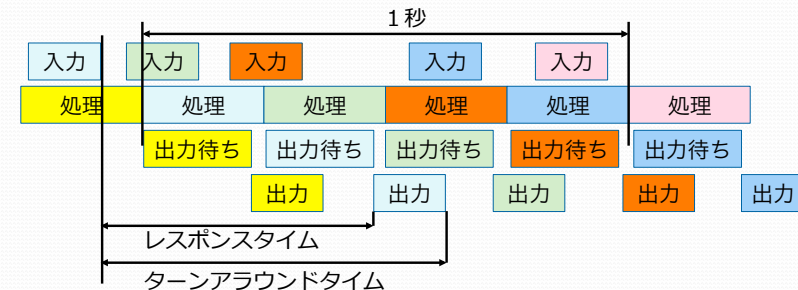 １秒
入力 入力 入力 入力 入力
処理 処理 処理 処理 処理 処理
出力待ち 出力待ち 出力待ち 出力待ち 出力待ち
出力 出力 出力 出力 出力
レスポンスタイム
ターンアラウンドタイム